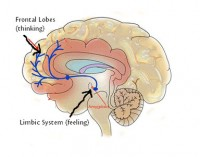 Frontal Lobes
(thinking)
Limbic System (feeling)